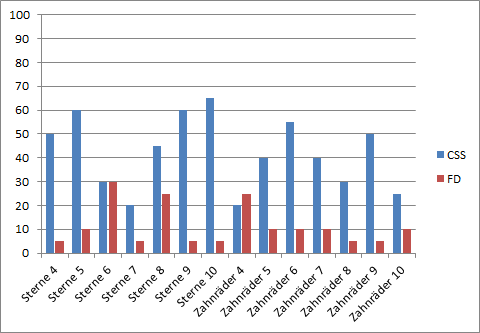 100
90
80
70
60
50
40
30
20
10
0
Sterne 4
Sterne 5
Sterne 6
Sterne 7
Sterne 8
Sterne 9
Sterne 10
Zahnräder 4
Zahnräder 5
Zahnräder 6
Zahnräder 7
Zahnräder 8
Zahnräder 9
Zahnräder 10
CSS
FD